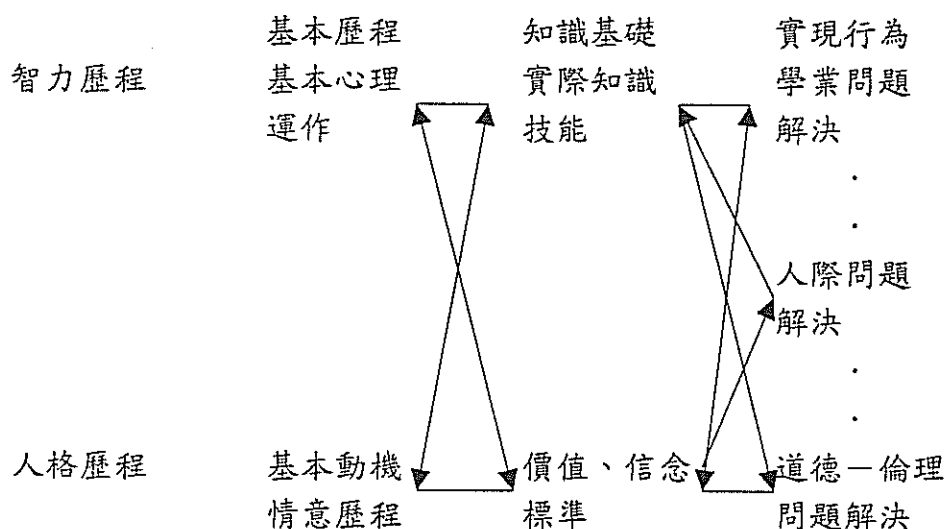 基本歷程 知識基礎 實現行為
智力歷程 基本心理 實際知識 學業問題
運作 技能 解決
.
.
人際問題
解決
.
.
人格歷程 基本動機 價值、信念 道德－倫理
情意歷程 標準 問題解決